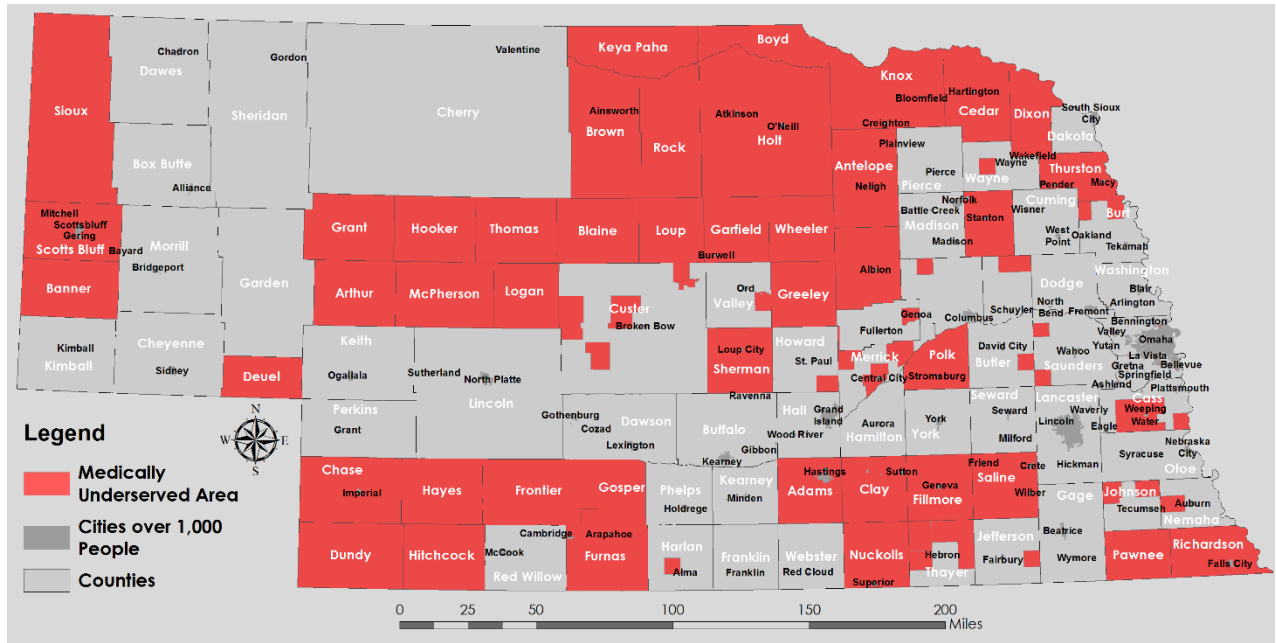 Keya Paha
Boyd
Chadron
Dawes
Gordon
Valentine
Knox
Sioux
Sheridan
Cherry
Ainsworth
Brown
Rock
Atkinson
O'Neill
Holt
Bloomfield
Hartington
Cedar
Dixon
South Sioux
City
Dakota
Creighton
Box Butte
Alliance
Antelope
Neligh
Plainview
Pierce
Pierce
Wayne
Wayne
Wakefield
Thurston
Pender
Macy
Mitchell
Scottsbluff
Gering
Scotts Bluff
Bayard
Morrill
Bridgeport
Grant
Hooker
Thomas
Blaine
Loup
Garfield
Wheeler
Burwell
Battle Creek
Norfolk
Madison
Madison
Stanton
Wisner
Cuming
West
Point
Oakland
Burt
Tekamah
Banner
Garden
Arthur
McPherson
Logan
Custer
Broken Bow
Ord
Valley
Greeley
Albion
Genoa
Fullerton
Columbus
Schuyler
Dodge
North
Bend
Fremont
Washington
Blair
Arlington
Bennington
Kimball
Kimball
Cheyenne
Sidney
Deuel
Keith
Ogallala
Sutherland
North Platte
Lincoln
Loup City
Sherman
Howard
St. Paul
Merrick
Central City
Polk
Stromsburg
David City
Butler
Wahoo
Saunders
Valley
Yutan
Omaha
La Vista
Gretna
Bellevue
Springfield
Ashland
Plattsmouth
Perkins
Grant
Gothenburg
Cozad
Dawson
Lexington
Ravenna
Buffalo
Kearney
Gibbon
Hall
Wood River
Grand
Island
Aurora
Hamilton
York
York
Seward
Seward
Milford
Lancaster
Lincoln
Waverly
Eagle
Cass
Weeping
Water
Hickman
Syracuse
Nebraska
City
Otoe
Legend
N
W
E
S
Medically
Underserved Area
Cities over 1,000
People
Counties
Chase
Imperial
Hayes
Frontier
Gosper
Phelps
Holdrege
Kearney
Minden
Hastings
Adams
Clay
Sutton
Geneva
Fillmore
Friend
Saline
Crete
Wilber
Gage
Beatrice
Johnson
Tecumseh
Auburn
Nemaha
Dundy
Hitchcock
McCook
Red Willow
Cambridge
Arapahoe
Furnas
Harlan
Alma
Franklin
Franklin
Webster
Red Cloud
Nuckolls
Superior
Hebron
Thayer
Jefferson
Fairbury
Wymore
Pawnee
Richardson
Falls City
0 25 50 100 150 200
Miles